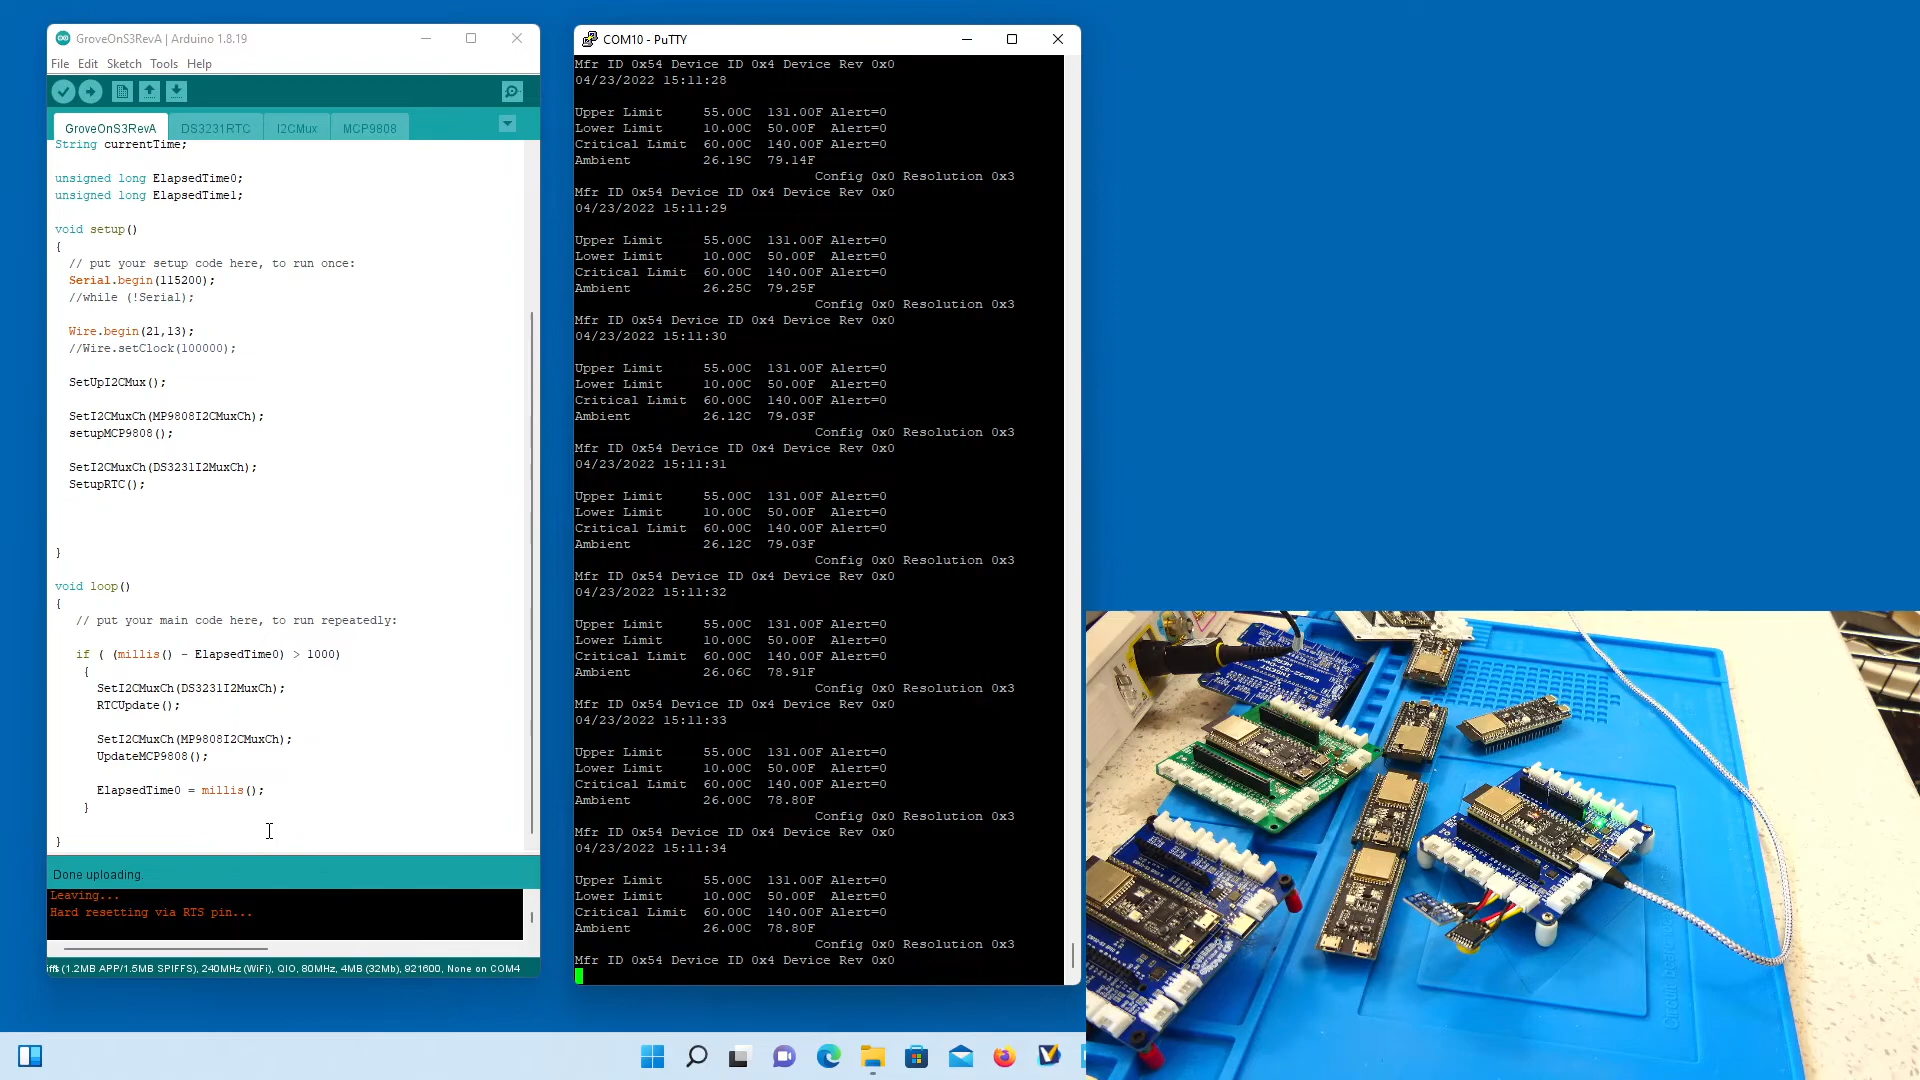 GroveOnS3RevA | Arduino 1.8.19
File Edit Sketch Tools Help
GroveOnS3RevA DS3231RTC I2CMux MCP9808
String currentTime;
unsigned long ElapsedTime0;
unsigned long ElapsedTime1;
void setup()
{
// put your setup code here, to run once:
Serial.begin(115200);
//while (!Serial);
Wire.begin(21,13);
//Wire.setClock(100000);
SetUpI2CMux();
SetI2CMuxCh(MP9808I2CMuxCh);
setupMCP9808();
SetI2CMuxCh(DS3231I2MuxCh);
SetupRTC();
}
void loop()
{
// put your main code here, to run repeatedly:
if ( (millis() - ElapsedTime0) > 1000)
{
SetI2CMuxCh(DS3231I2MuxCh);
RTCUpdate();
SetI2CMuxCh(MP9808I2CMuxCh);
UpdateMCP9808();
ElapsedTime0 = millis();
}
}
Done uploading.
Leaving...
Hard resetting via RTS pin...
(1.2MB APP/1.5MB SPIFFS), 240MHz (WiFi), QIO, 80MHz, 4MB (32Mb), 921600, None on COM4
COM10 - PuTTY
Mfr ID 0x54 Device ID 0x4 Device Rev 0x0
04/23/2022 15:11:28
Upper Limit 55.00C 131.00F Alert=0
Lower Limit 10.00C 50.00F Alert=0
Critical Limit 60.00C 140.00F Alert=0
Ambient 26.19C 79.14F
Config 0x0 Resolution 0x3
Mfr ID 0x54 Device ID 0x4 Device Rev 0x0
04/23/2022 15:11:29
Upper Limit 55.00C 131.00F Alert=0
Lower Limit 10.00C 50.00F Alert=0
Critical Limit 60.00C 140.00F Alert=0
Ambient 26.25C 79.25F
Config 0x0 Resolution 0x3
Mfr ID 0x54 Device ID 0x4 Device Rev 0x0
04/23/2022 15:11:30
Upper Limit 55.00C 131.00F Alert=0
Lower Limit 10.00C 50.00F Alert=0
Critical Limit 60.00C 140.00F Alert=0
Ambient 26.12C 79.03F
Config 0x0 Resolution 0x3
Mfr ID 0x54 Device ID 0x4 Device Rev 0x0
04/23/2022 15:11:31
Upper Limit 55.00C 131.00F Alert=0
Lower Limit 10.00C 50.00F Alert=0
Critical Limit 60.00C 140.00F Alert=0
Ambient 26.12C 79.03F
Config 0x0 Resolution 0x3
Mfr ID 0x54 Device ID 0x4 Device Rev 0x0
04/23/2022 15:11:32
Upper Limit 55.00C 131.00F Alert=0
Lower Limit 10.00C 50.00F Alert=0
Critical Limit 60.00C 140.00F Alert=0
Ambient 26.06C 78.91F
Config 0x0 Resolution 0x3
Mfr ID 0x54 Device ID 0x4 Device Rev 0x0
04/23/2022 15:11:33
Upper Limit 55.00C 131.00F Alert=0
Lower Limit 10.00C 50.00F Alert=0
Critical Limit 60.00C 140.00F Alert=0
Ambient 26.00C 78.80F
Config 0x0 Resolution 0x3
Mfr ID 0x54 Device ID 0x4 Device Rev 0x0
04/23/2022 15:11:34
Upper Limit 55.00C 131.00F Alert=0
Lower Limit 10.00C 50.00F Alert=0
Critical Limit 60.00C 140.00F Alert=0
Ambient 26.00C 78.80F
Config 0x0 Resolution 0x3
Mfr ID 0x54 Device ID 0x4 Device Rev 0x0